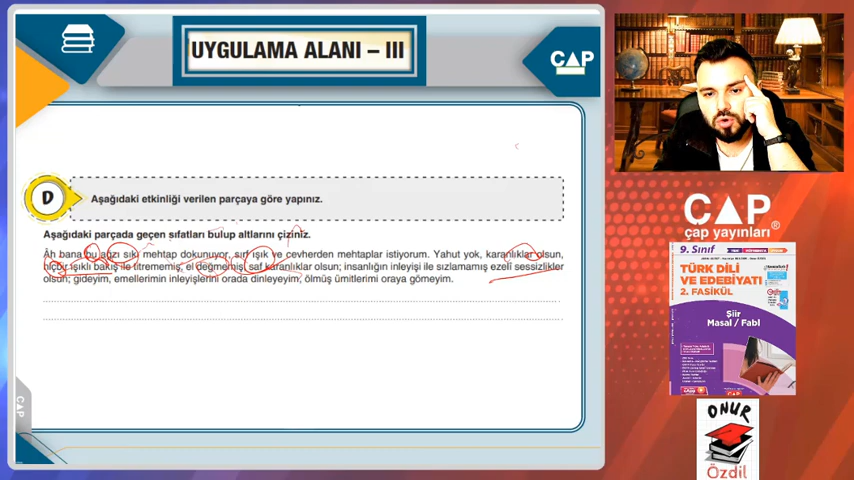 UYGULAMA ALANI – III
CAP
D
Aşağıdaki etkinliği verilen parçaya göre yapınız.
Aşağıdaki parçada geçen sıfatları bulup altlarını çiziniz.
Âh bana bu ağzı sıkı mehtap dokunuyor, sırf ışık ve cevherden mehtaplar istiyorum. Yahut yok, karanlıklar olsun,
hiçbir ışıklı bakış ile titrememiş, el değmemiş saf karanlıklar olsun; insanlığın inleyişi ile sızlamamış ezelî sessizlikler
olsun; gideyim, emellerimin inleyişlerini orada dinleyeyim, ölmüş ümitlerimi oraya gömeyim.
CAP
CAP
çap yayınları®
9. Sınıf
TÜRK DİLİ
VE EDEBİYATI
2. FASİKÜL
Şiir
Masal / Fabl
ONUR
Özdil